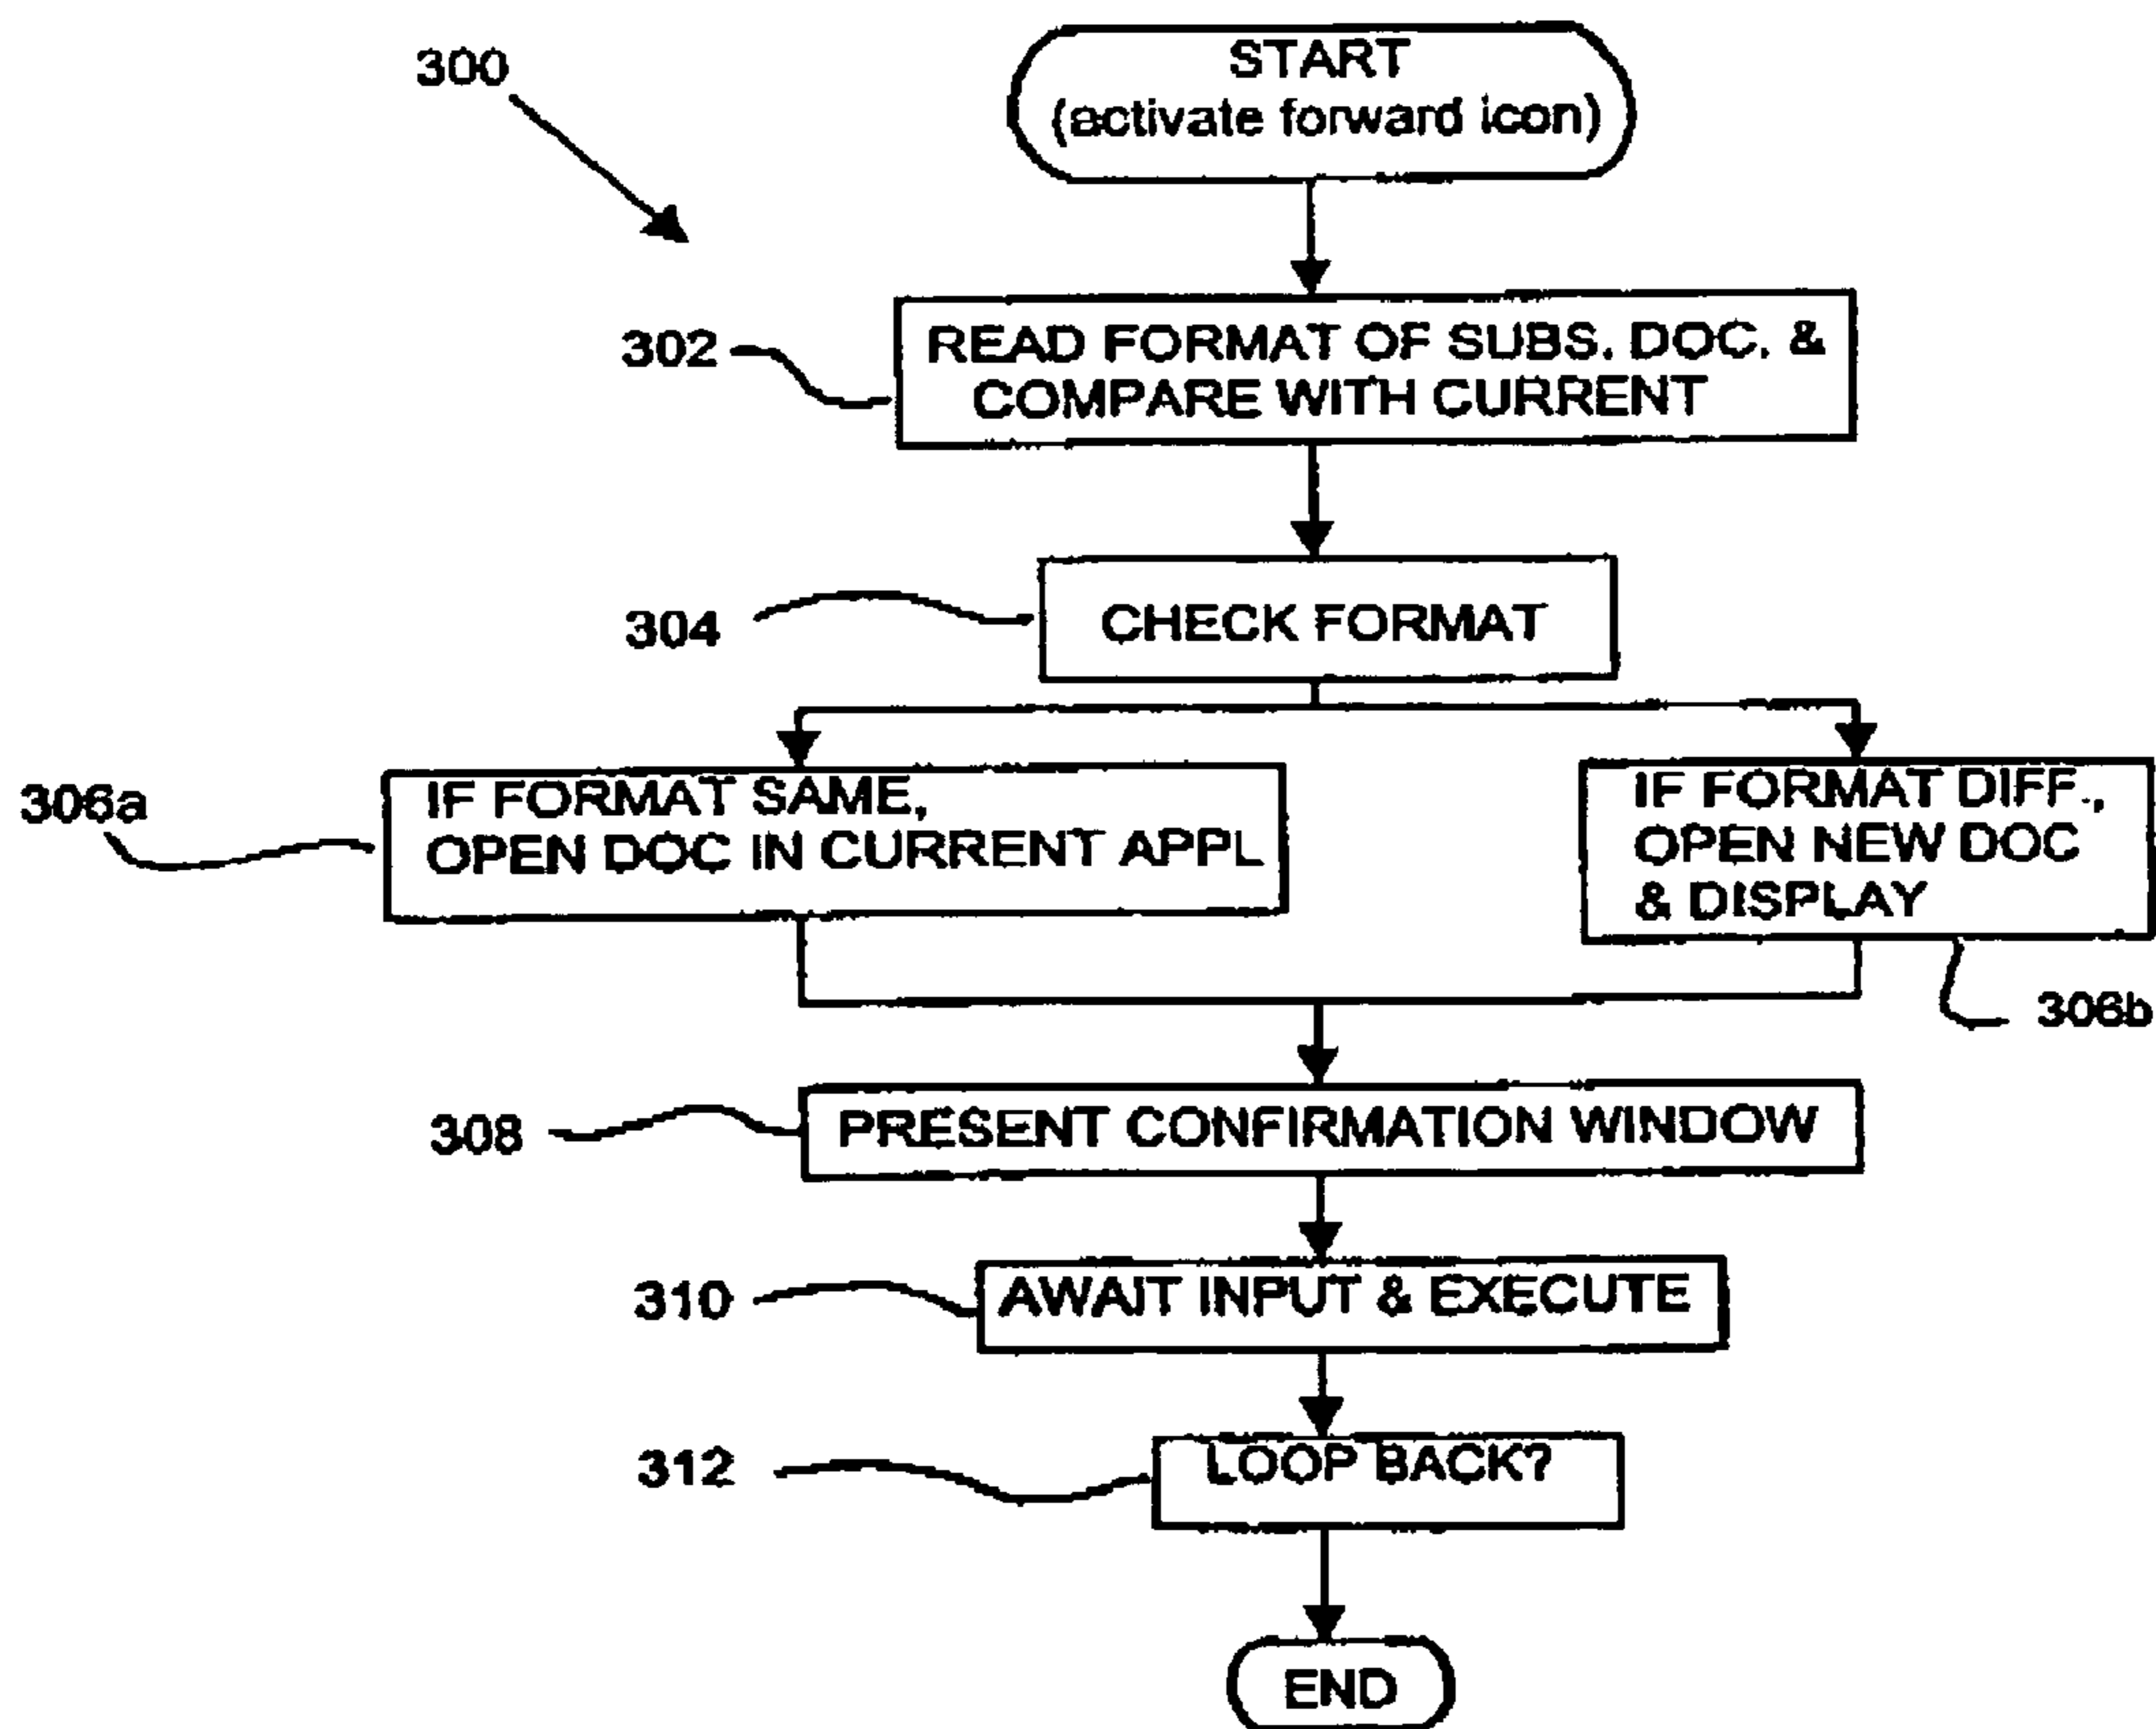 300
START
(activate forward icon)
302
READ FORMAT OF SUBS. DOC. &
COMPARE WITH CURRENT
304
CHECK FORMAT
306a
IF FORMAT SAME,
OPEN DOC IN CURRENT APPL
IF FORMAT DIFF.,
OPEN NEW DOC
& DISPLAY
306b
308
PRESENT CONFIRMATION WINDOW
310
AWAIT INPUT & EXECUTE
312
LOOP BACK?
END